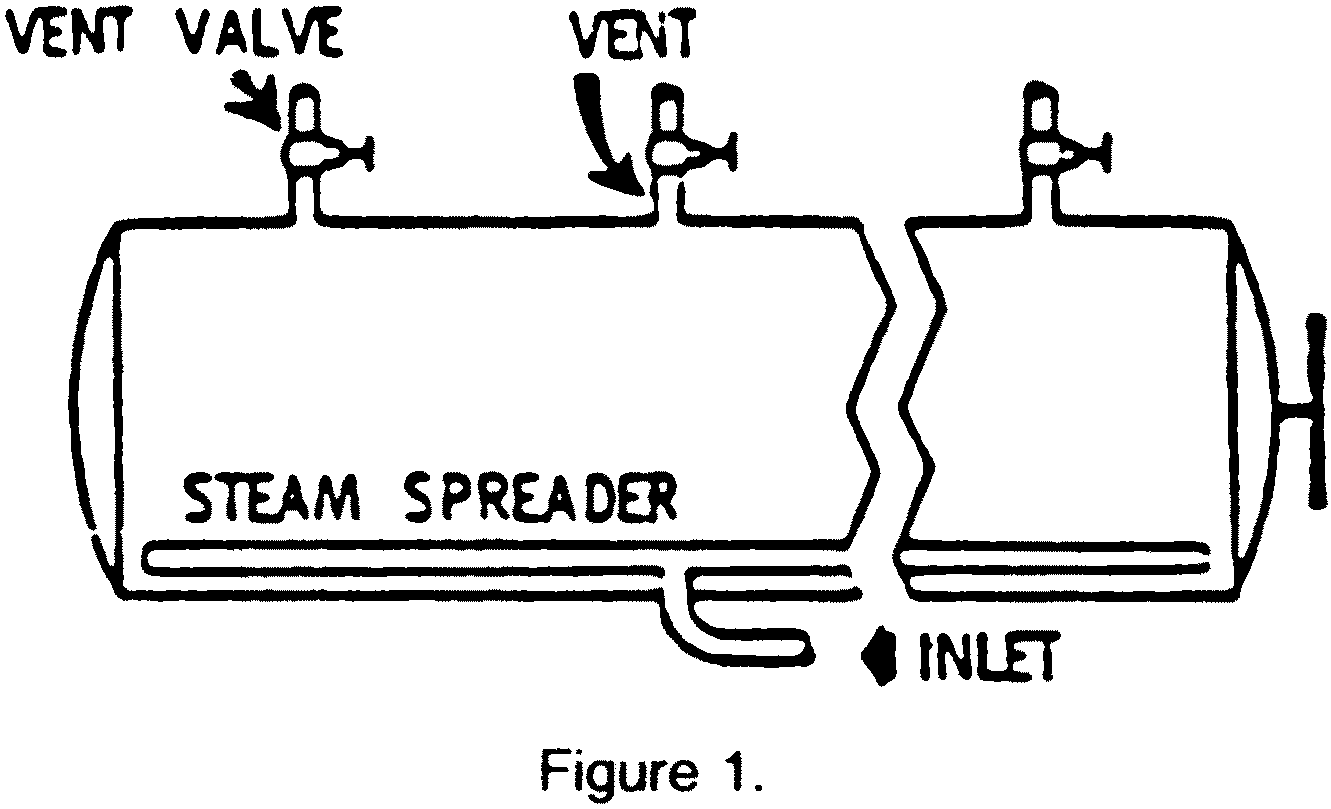 VENT VALVE
VENT
STEAM SPREADER
INLET
Figure 1.